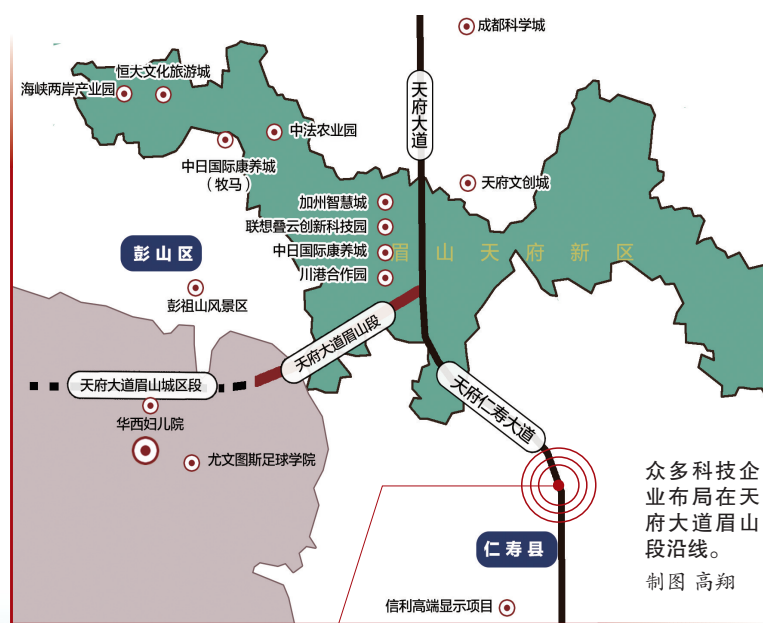 成都科学城
恒大文化旅游城
海峡两岸产业园
天府大道
中法农业园
中日国际康养城
（牧马）
天府文创城
加州智慧城
联想叠云创新科技园
眉山天府新区
中日国际康养城
川港合作园
彭山区
彭祖山风景区
天府大道眉山段
天府大道眉山城区段
华西妇儿院
尤文图斯足球学院
天府仁寿大道
众多科技企
业布局在天
府大道眉山
段沿线。
制图 高翔
仁寿县
信利高端显示项目